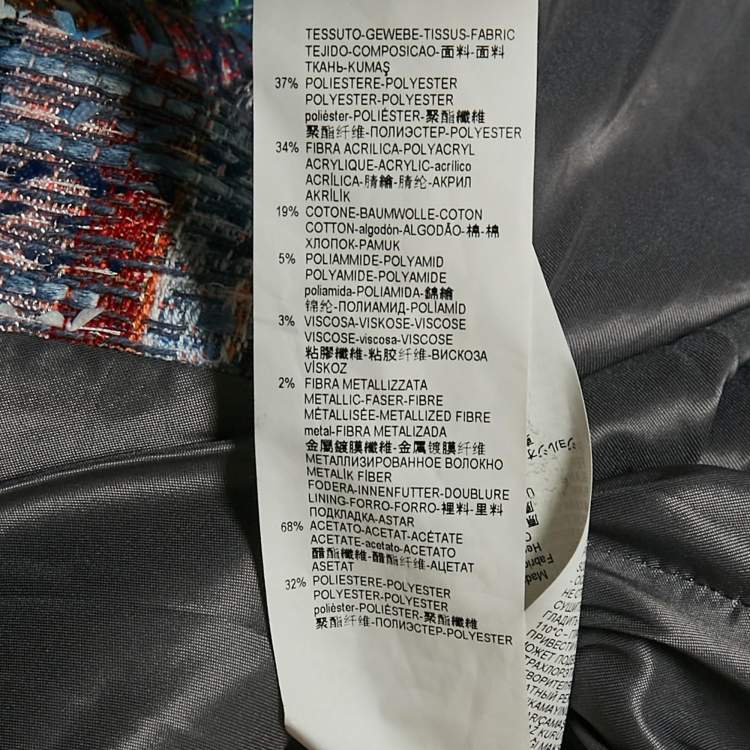 TESSUTO-GEWEBE-TISSUS-FABRIC
TEJIDO-COMPOSICAO-面料-面料
ТКАНЬ-KUMAŞ
37% POLIESTERE-POLYESTER
POLYESTER-POLYESTER
poliéster-POLIÉSTER-聚酯纖維
聚酯纤维-ПОЛИЭСТЕР-POLYESTER
34% FIBRA ACRILICA-POLYACRYL
ACRYLIQUE-ACRYLIC-acrílico
ACRÍLICA-腈繪-腈纶-АКРИЛ
AKRİLİK
19% COTONE-BAUMWOLLE-COTON
COTTON-algodón-ALGODÃO-棉-棉
ХЛОПОК-PAMUK
5% POLIAMMIDE-POLYAMID
POLYAMIDE-POLYAMIDE
poliamida-POLIAMIDA-錦繪
锦纶-ПОЛИАМИД-POLİAMİD
3% VISCOSA-VISKOSE-VISCOSE
VISCOSE-viscosa-VISCOSE
粘膠纖維-粘胶纤维-ВИСКОЗА
VİSKOZ
2% FIBRA METALLIZZATA
METALLIC-FASER-FIBRE
MÉTALLISÉE-METALLIZED FIBRE
metal-FIBRA METALIZADA
金屬鍍膜纖維-金属镀膜纤维
МЕТАЛЛИЗИРОВАННОЕ ВОЛОКНО
METALİK FİBER
FODERA-INNENFUTTER-DOUBLURE
LINING-FORRO-FORRO-裡料-里料
ПОДКЛАДКА-ASTAR
68% ACETATO-ACETAT-ACÉTATE
ACETATE-acetato-ACETATO
醋酯纖維-醋酯纤维-АЦЕТАТ
ASETAT
32% POLIESTERE-POLYESTER
POLYESTER-POLYESTER
poliéster-POLIÉSTER-聚酯纖維
聚酯纤维-ПОЛИЭСТЕР-POLYESTER
Made
Fabric
110°C